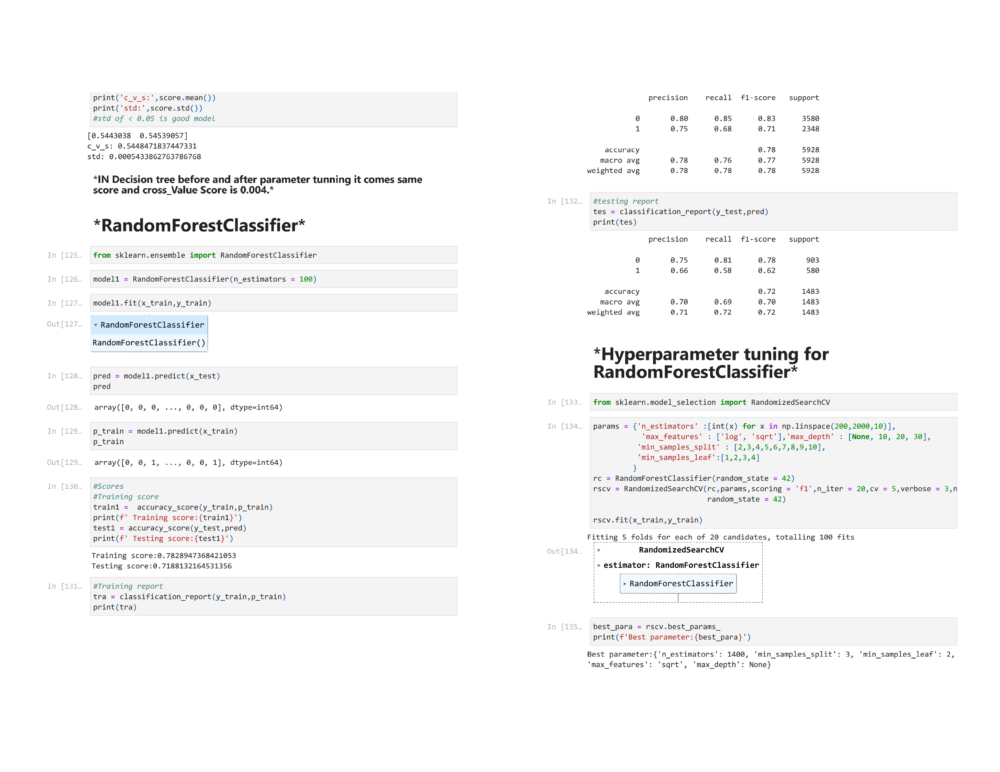 print('c_v_s:',score.mean())
print('std:',score.std())
#std of < 0.05 is good model
[0.5443038  0.54539057]
c_v_s: 0.5448471837447331
std: 0.0005433862763786768
*IN Decision tree before and after parameter tunning it comes same
score and cross_Value Score is 0.004.*
*RandomForestClassifier*
In [125… from sklearn.ensemble import RandomForestClassifier
In [126… model1 = RandomForestClassifier(n_estimators = 100)
In [127… model1.fit(x_train,y_train)
Out[127… ▾ RandomForestClassifier
RandomForestClassifier()
In [128… pred = model1.predict(x_test)
pred
Out[128… array([0, 0, 0, ..., 0, 0, 0], dtype=int64)
In [129… p_train = model1.predict(x_train)
p_train
Out[129… array([0, 0, 1, ..., 0, 0, 1], dtype=int64)
In [130… #Scores
#Training score
train1 =  accuracy_score(y_train,p_train)
print(f' Training score:{train1}')
test1 = accuracy_score(y_test,pred)
print(f' Testing score:{test1}')
Training score:0.7828947368421053
Testing score:0.7188132164531356
In [131… #Training report
tra = classification_report(y_train,p_train)
print(tra)
precision    recall  f1-score   support
0       0.80      0.85      0.83      3580
1       0.75      0.68      0.71      2348
accuracy                           0.78      5928
macro avg       0.78      0.76      0.77      5928
weighted avg       0.78      0.78      0.78      5928
In [132… #testing report
tes = classification_report(y_test,pred)
print(tes)
precision    recall  f1-score   support
0       0.75      0.81      0.78       903
1       0.66      0.58      0.62       580
accuracy                           0.72      1483
macro avg       0.70      0.69      0.70      1483
weighted avg       0.71      0.72      0.72      1483
*Hyperparameter tuning for
RandomForestClassifier*
In [133… from sklearn.model_selection import RandomizedSearchCV
In [134… params = {'n_estimators' :[int(x) for x in np.linspace(200,2000,10)],
'max_features' : ['log', 'sqrt'],'max_depth' : [None, 10, 20, 30],
'min_samples_split' : [2,3,4,5,6,7,8,9,10],
'min_samples_leaf':[1,2,3,4]
}
rc = RandomForestClassifier(random_state = 42)
rscv = RandomizedSearchCV(rc,params,scoring = 'f1',n_iter = 20,cv = 5,verbose = 3,n
random_state = 42)
rscv.fit(x_train,y_train)
Fitting 5 folds for each of 20 candidates, totalling 100 fits
Out[134… ▸ RandomizedSearchCV
▸ estimator: RandomForestClassifier
▸ RandomForestClassifier
In [135… best_para = rscv.best_params_
print(f'Best parameter:{best_para}')
Best parameter:{'n_estimators': 1400, 'min_samples_split': 3, 'min_samples_leaf': 2,
'max_features': 'sqrt', 'max_depth': None}